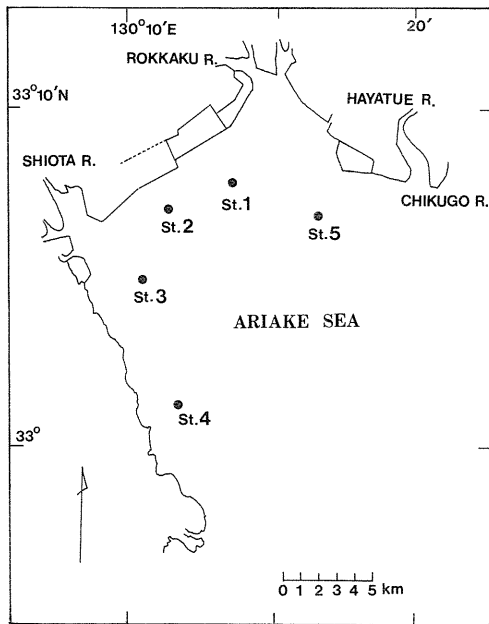 130°10'E
20'
ROKKAKU R.
33°10'N
HAYATUE R.
SHIOTA R.
CHIKUGO R.
St.1
St.2
St.5
St.3
ARIAKE SEA
St.4
33°
0 1 2 3 4 5 km